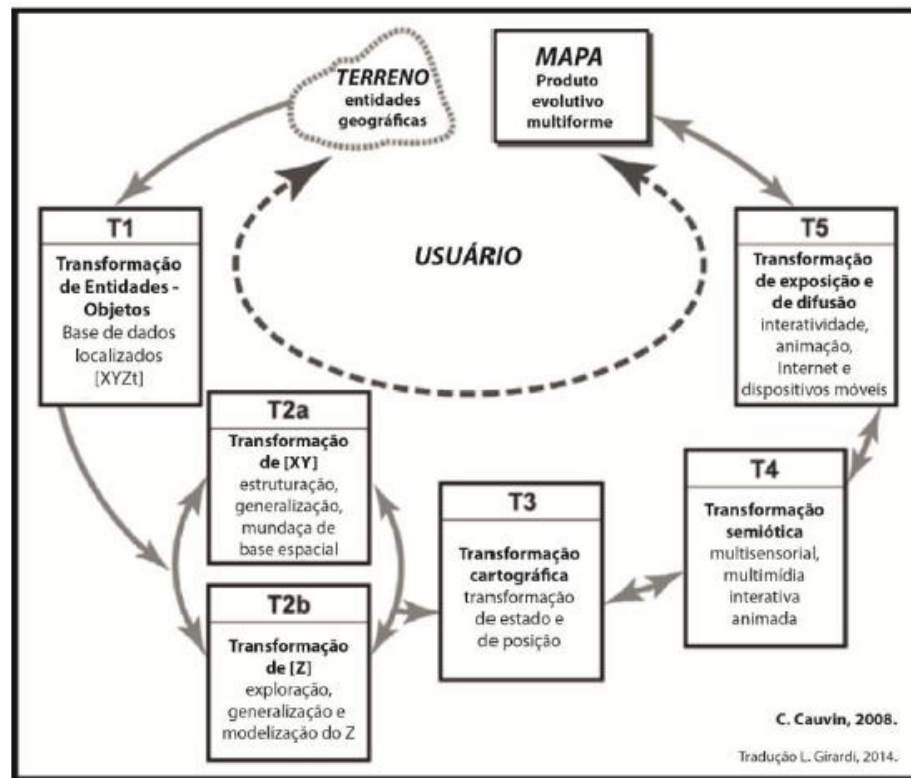 TERRENO
entidades
geográficas
MAPA
Produto
evolutivo
multiforme
USUÁRIO
T1
Transformação
de Entidades -
Objetos
Base de dados
localizados
[XYZt]
T2a
Transformação
de [XY]
estruturação,
generalização,
mundaça de
base espacial
T2b
Transformação
de [Z]
exploração,
generalização e
modelização do Z
T3
Transformação
cartográfica
transformação
de estado e
de posição
T4
Transformação
semiótica
multisensorial,
multimídia
interativa
animada
T5
Transformação
de exposição e
de difusão
interatividade,
animação,
Internet e
dispositivos móveis
C. Cauvin, 2008.
Tradução L. Girardi, 2014.